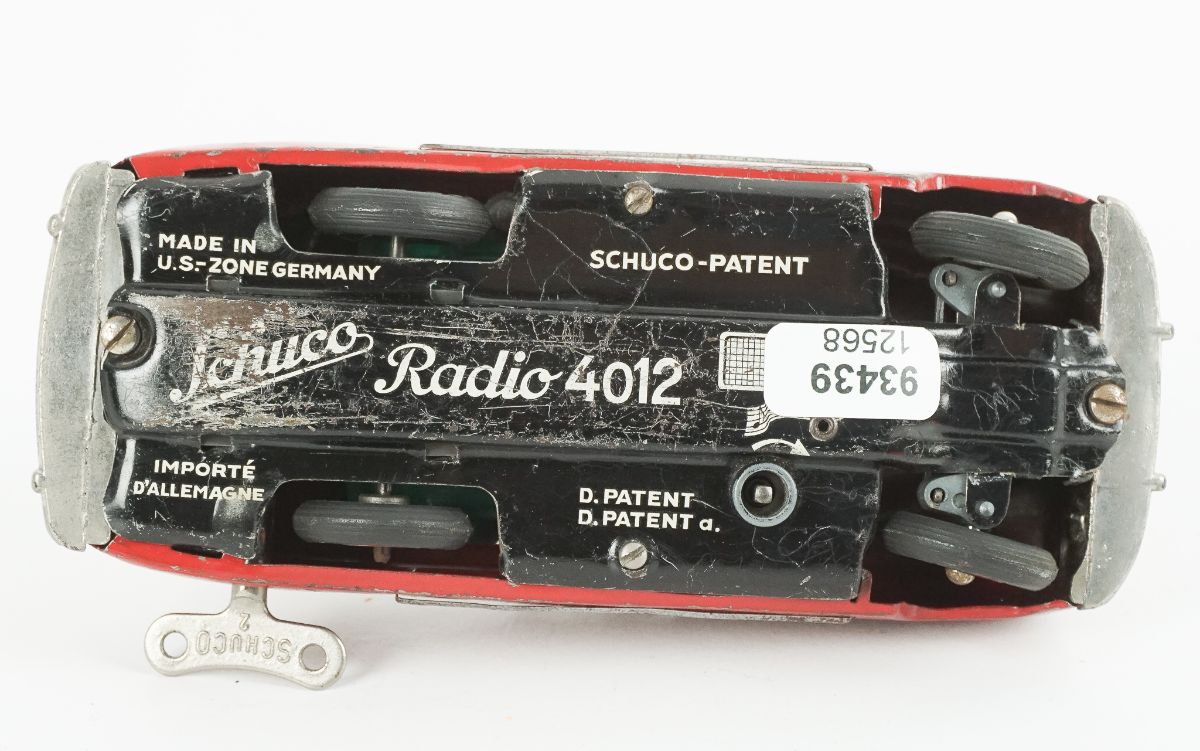 MADE IN
U.S.-ZONE GERMANY
SCHUCO-PATENT
Schuco Radio 4012
93439
12568
IMPORTÉ
D'ALLEMAGNE
D. PATENT
D. PATENT a.
SCHUCO
2